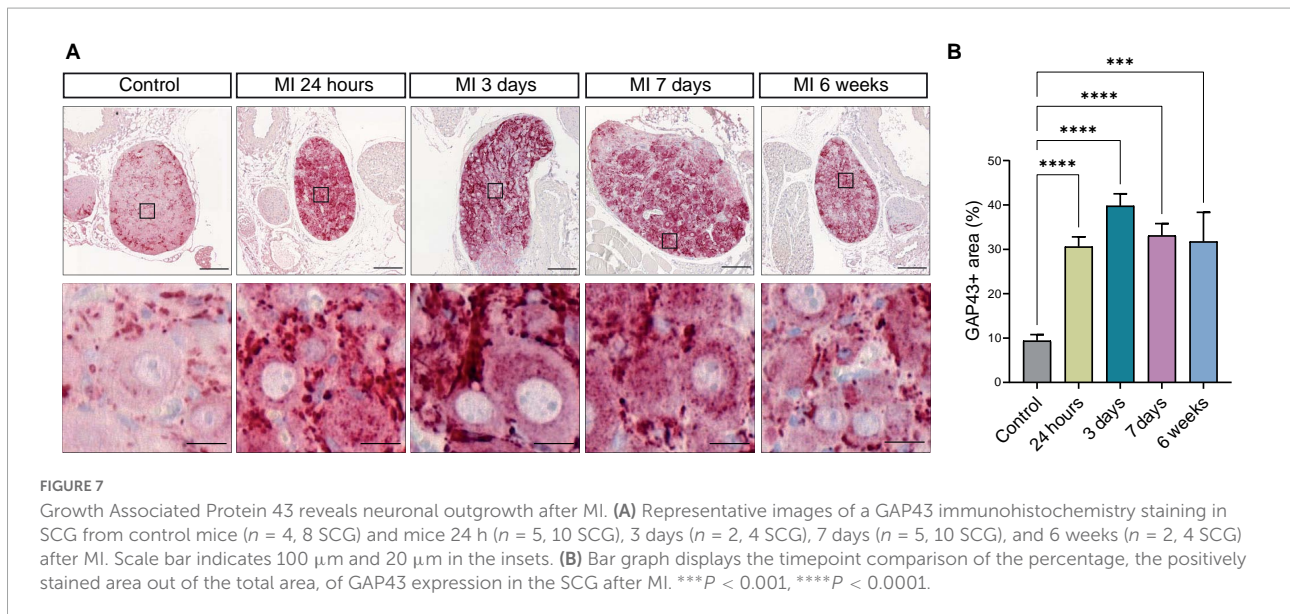 A
Control MI 24 hours MI 3 days MI 7 days MI 6 weeks
B
***
****
****
****
GAP43+ area (%)
50
40
30
20
10
0
Control 24 hours 3 days 7 days 6 weeks
FIGURE 7
Growth Associated Protein 43 reveals neuronal outgrowth after MI. (A) Representative images of a GAP43 immunohistochemistry staining in
SCG from control mice (n = 4, 8 SCG) and mice 24 h (n = 5, 10 SCG), 3 days (n = 2, 4 SCG), 7 days (n = 5, 10 SCG), and 6 weeks (n = 2, 4 SCG)
after MI. Scale bar indicates 100 μm and 20 μm in the insets. (B) Bar graph displays the timepoint comparison of the percentage, the positively
stained area out of the total area, of GAP43 expression in the SCG after MI. ***P < 0.001, ****P < 0.0001.